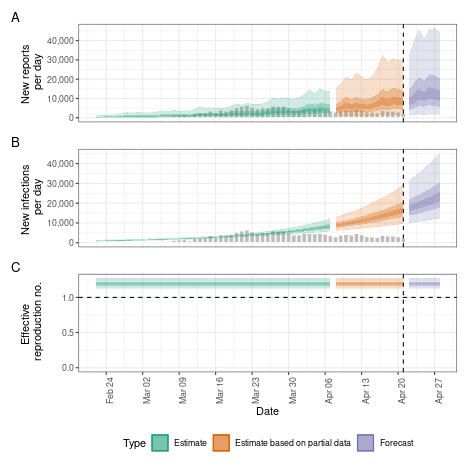 A
New reports
per day
40,000
30,000
20,000
10,000
0
B
New infections
per day
40,000
30,000
20,000
10,000
0
C
Effective
reproduction no.
1.0
0.5
0.0
Feb 24
Mar 02
Mar 09
Mar 16
Mar 23
Mar 30
Apr 06
Apr 13
Apr 20
Apr 27
Date
Type Estimate Estimate based on partial data Forecast